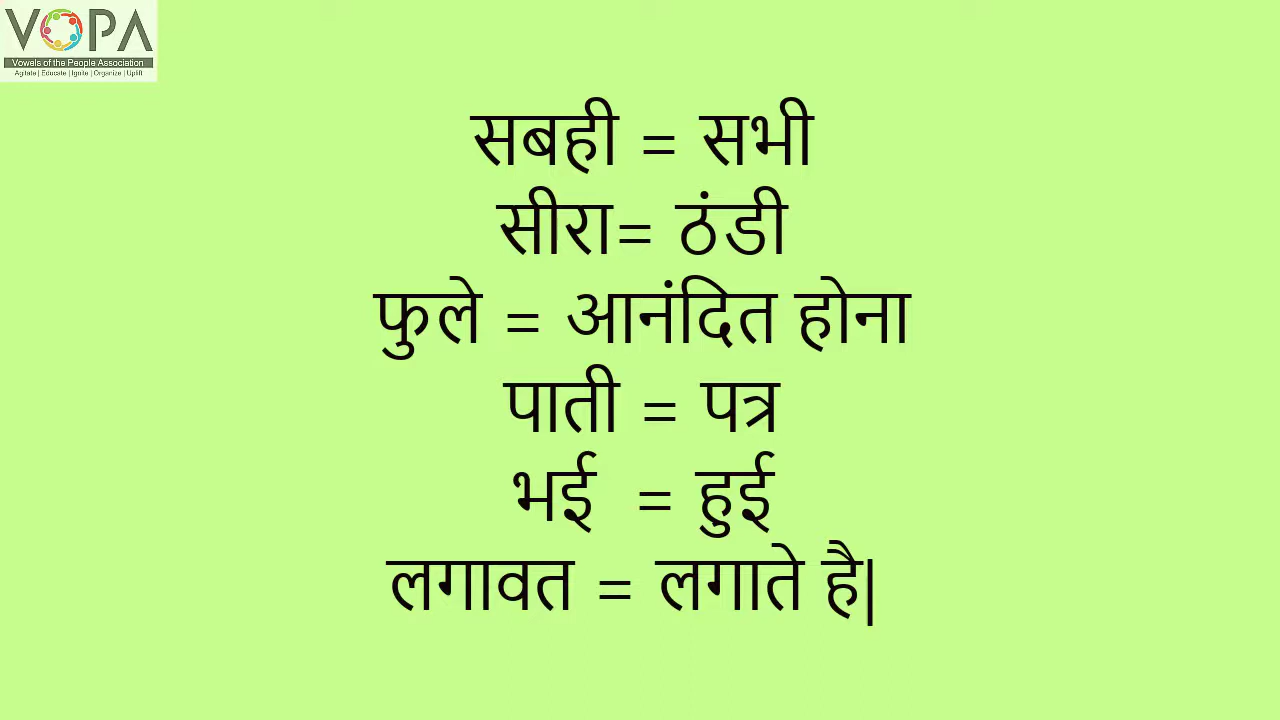 VOPA
Vowels of the People Association
Agitate | Educate | Ignite | Organize | Uplift
सबही = सभी
सीरा= ठंडी
फुले = आनंदित होना
पाती = पत्र
भई = हुई
लगावत = लगाते है|